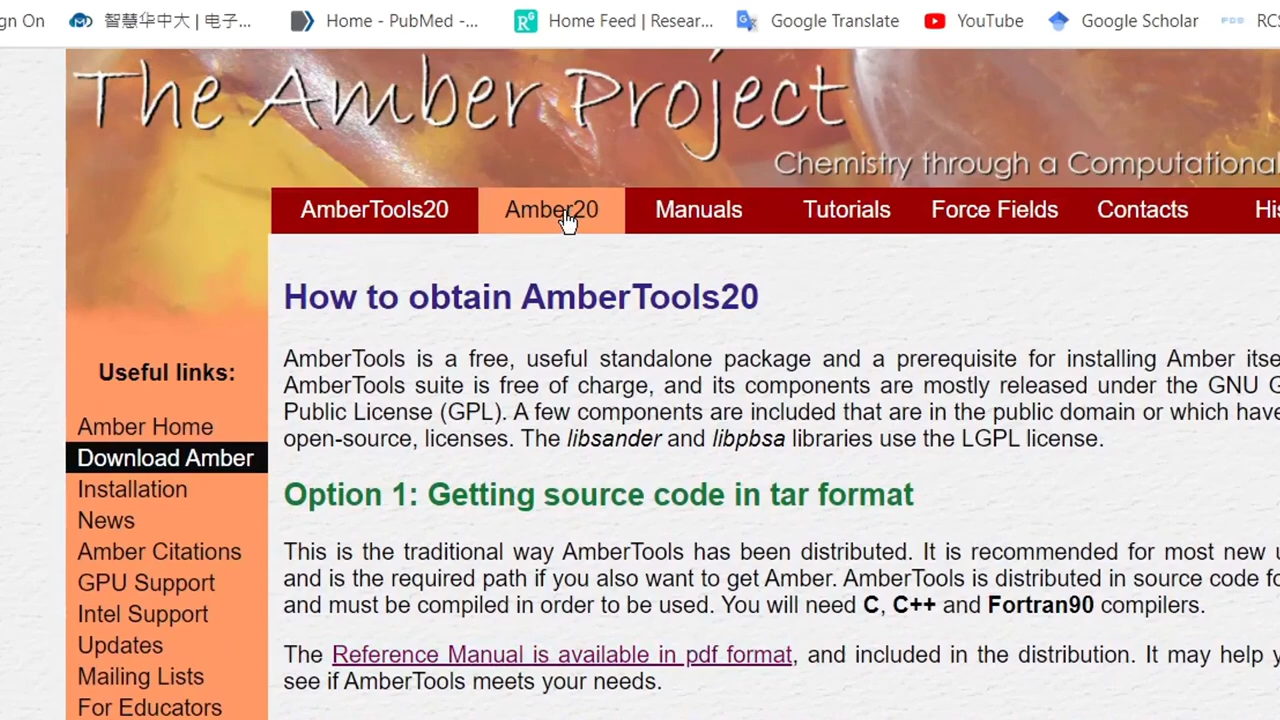 gn On 智慧华中大 | 电子... Home - PubMed -... Home Feed | Resear... Google Translate YouTube Google Scholar RCS
The Amber Project
Chemistry through a Computational
AmberTools20 Amber20 Manuals Tutorials Force Fields Contacts His
How to obtain AmberTools20
AmberTools is a free, useful standalone package and a prerequisite for installing Amber itse
AmberTools suite is free of charge, and its components are mostly released under the GNU G
Public License (GPL). A few components are included that are in the public domain or which have
open-source, licenses. The libsander and libpbsa libraries use the LGPL license.
Option 1: Getting source code in tar format
This is the traditional way AmberTools has been distributed. It is recommended for most new u
and is the required path if you also want to get Amber. AmberTools is distributed in source code fo
and must be compiled in order to be used. You will need C, C++ and Fortran90 compilers.
The Reference Manual is available in pdf format, and included in the distribution. It may help y
see if AmberTools meets your needs.
Useful links:
Amber Home
Download Amber
Installation
News
Amber Citations
GPU Support
Intel Support
Updates
Mailing Lists
For Educators